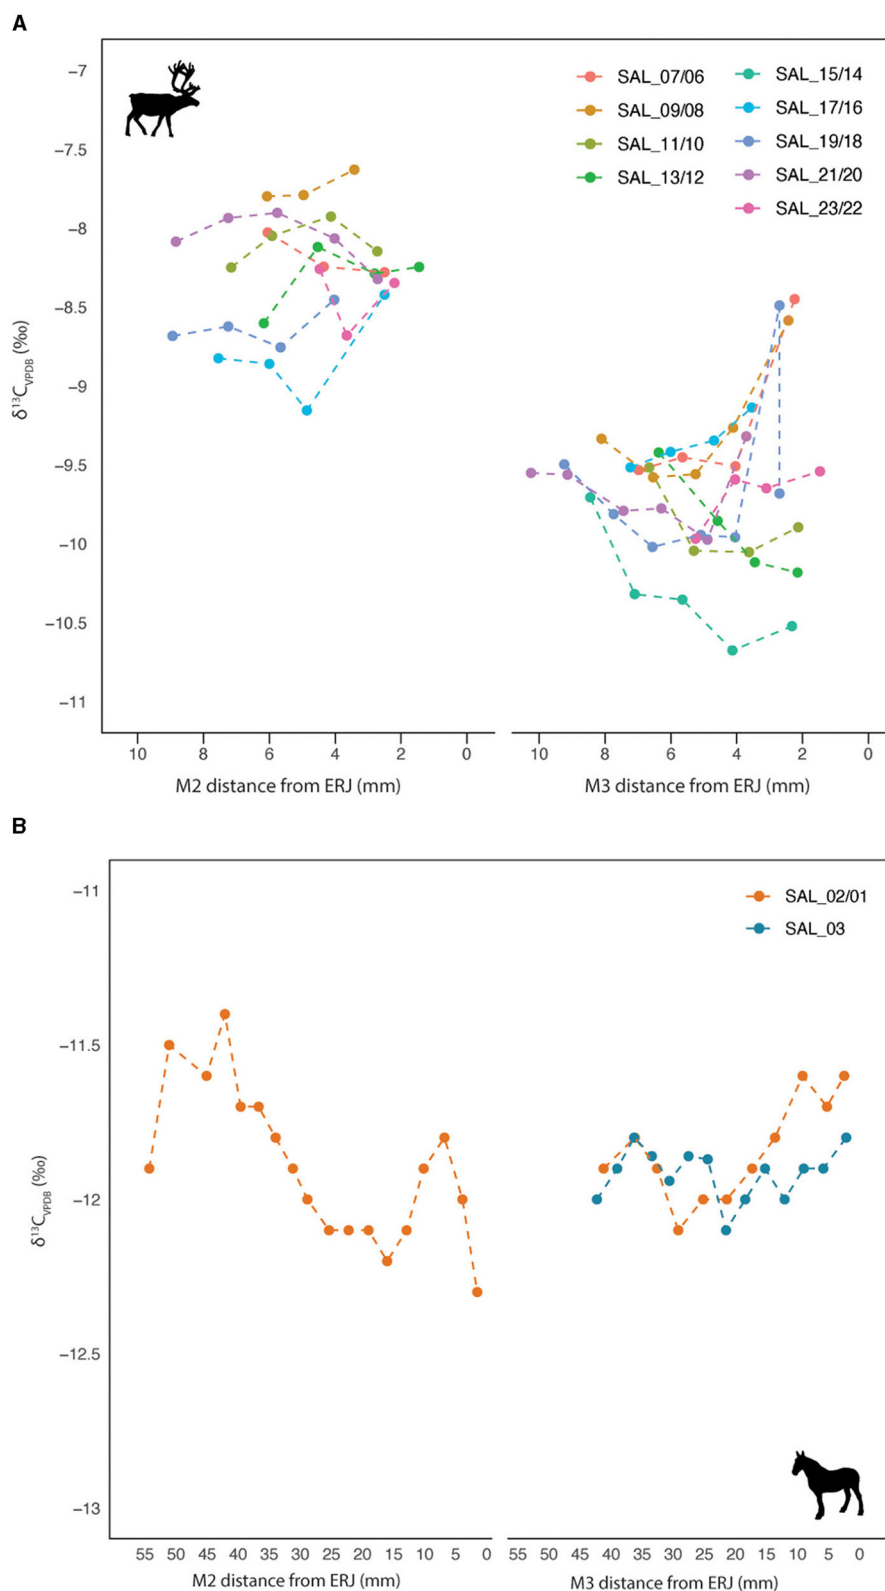 A
−7
−7.5
−8
−8.5
−9
−9.5
−10
−10.5
−11
δ¹³C_VPDB (‰)
SAL_07/06
SAL_09/08
SAL_11/10
SAL_13/12
SAL_15/14
SAL_17/16
SAL_19/18
SAL_21/20
SAL_23/22
10 8 6 4 2 0
M2 distance from ERJ (mm)
10 8 6 4 2 0
M3 distance from ERJ (mm)
B
−11
−11.5
−12
−12.5
−13
δ¹³C_VPDB (‰)
SAL_02/01
SAL_03
55 50 45 40 35 30 25 20 15 10 5 0
M2 distance from ERJ (mm)
55 50 45 40 35 30 25 20 15 10 5 0
M3 distance from ERJ (mm)